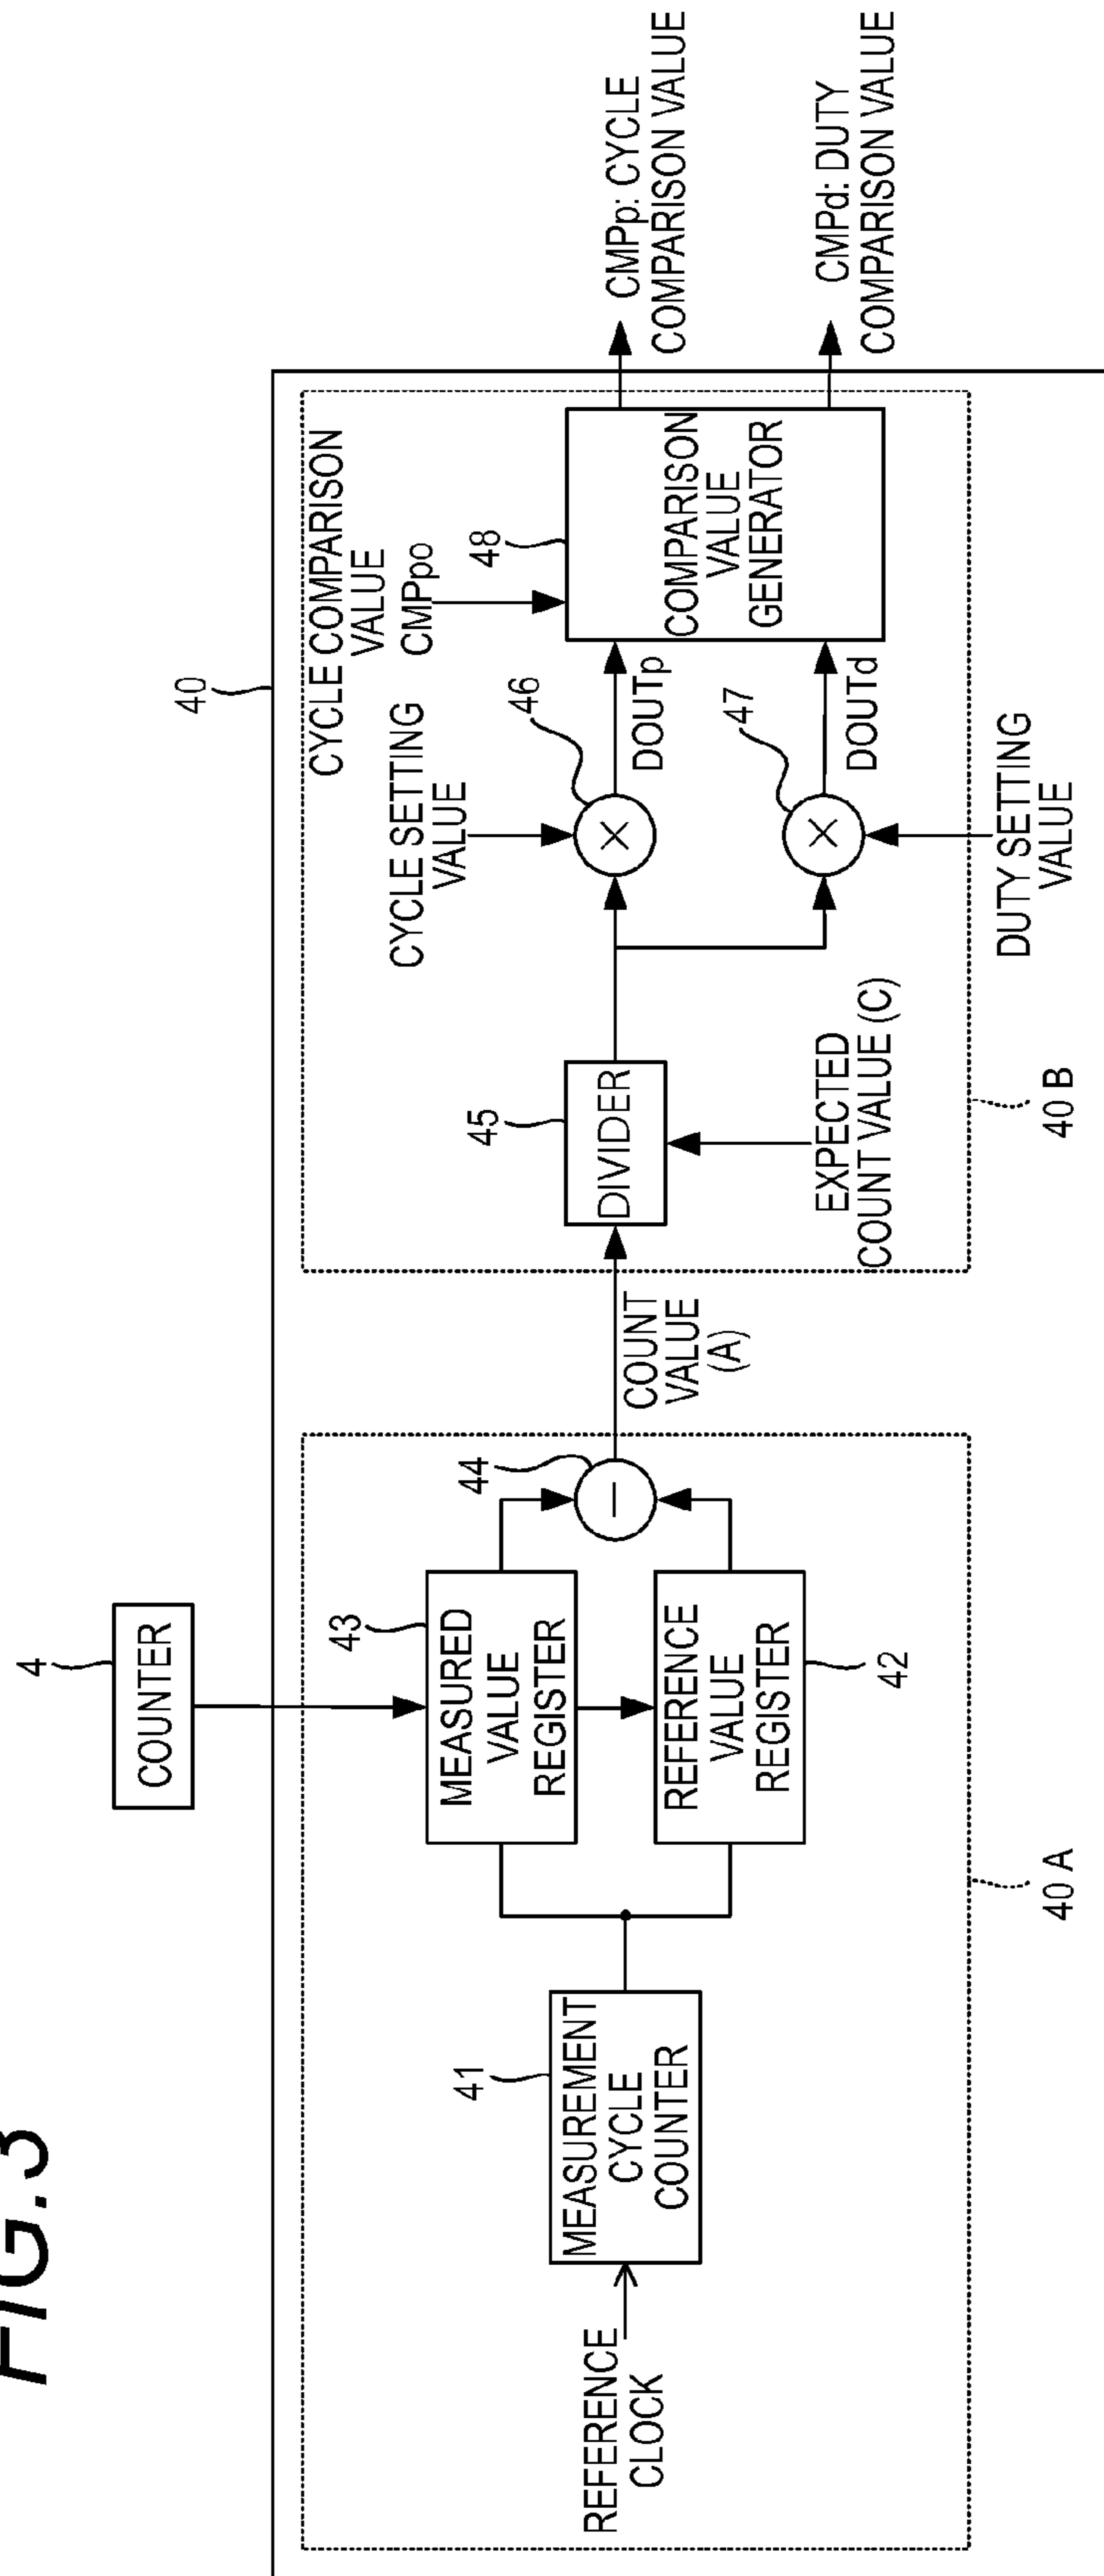 FIG.3
4
COUNTER
40
REFERENCE
CLOCK
41
MEASUREMENT
CYCLE
COUNTER
43
MEASURED
VALUE
REGISTER
REFERENCE
VALUE
REGISTER
42
44
−
COUNT
VALUE
(A)
40 A
45
DIVIDER
EXPECTED
COUNT VALUE (C)
CYCLE SETTING
VALUE
46
×
DOUTp
47
×
DOUTd
DUTY SETTING
VALUE
CYCLE COMPARISON
VALUE
CMPpo
48
COMPARISON
VALUE
GENERATOR
40 B
CMPp: CYCLE
COMPARISON VALUE
CMPd: DUTY
COMPARISON VALUE